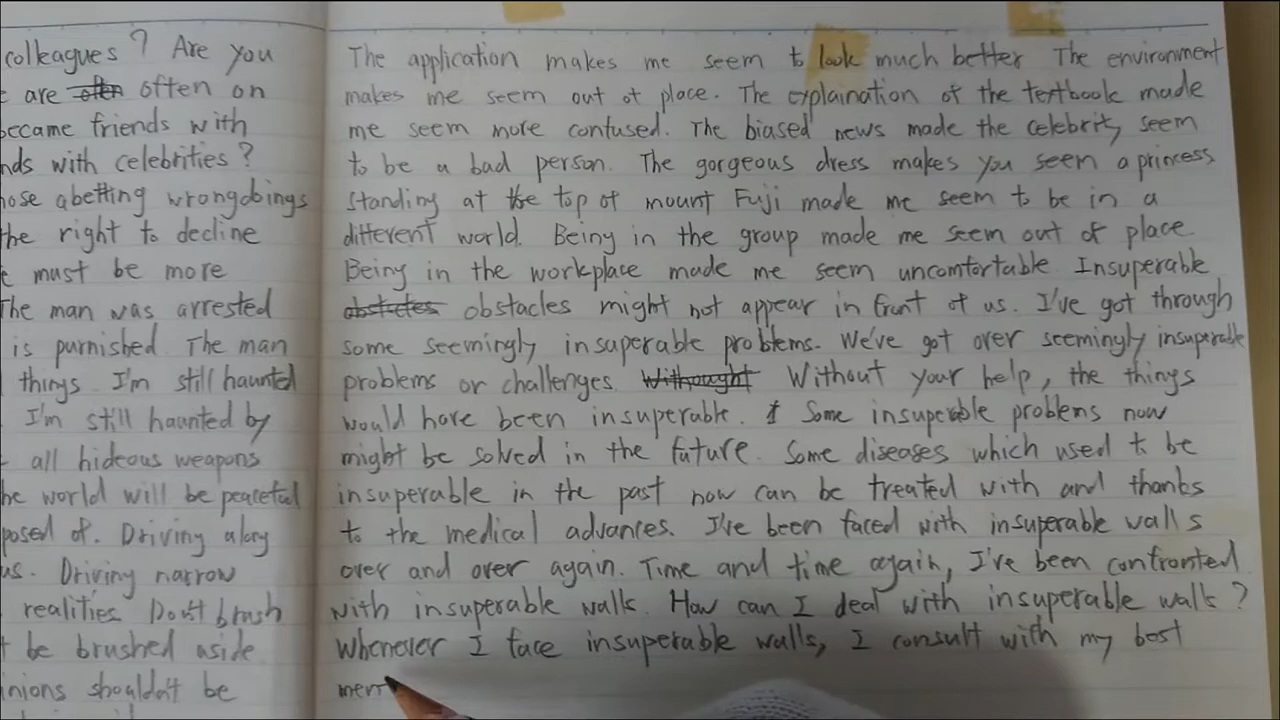 colleagues? Are you
are often often on
became friends with
nds with celebrities?
hose abetting wrongdoings
the right to decline
must be more
The man was arrested
is purnished. The man
things. I'm still haunted
I'm still haunted by
all hideous weapons
he world will be peaceful
posed of. Driving along
us. Driving narrow
realities. Don't brush
be brushed aside
inions shouldn't be
The application makes me seem to look much better. The environment
makes me seem out of place. The explaination of the textbook made
me seem more confused. The biased news made the celebrity seem
to be a bad person. The gorgeous dress makes you seem a princess
standing at the top of mount Fuji made me seem to be in a
different world. Being in the group made me seem out of place.
Being in the workplace made me seem uncomfortable. Insuperable
obstcles obstacles might not appear in front of us. I've got through
some seemingly insuperable problems. We've got over seemingly insuperable
problems or challenges. Withought Without your help, the things
would have been insuperable. Some insuperable problems now
might be solved in the future. Some diseases which used to be
insuperable in the past now can be treated with and thanks
to the medical advances. I've been faced with insuperable walls
over and over again. Time and time again, I've been confronted
with insuperable walls. How can I deal with insuperable walls?
Whenever I face insuperable walls, I consult with my best
ment